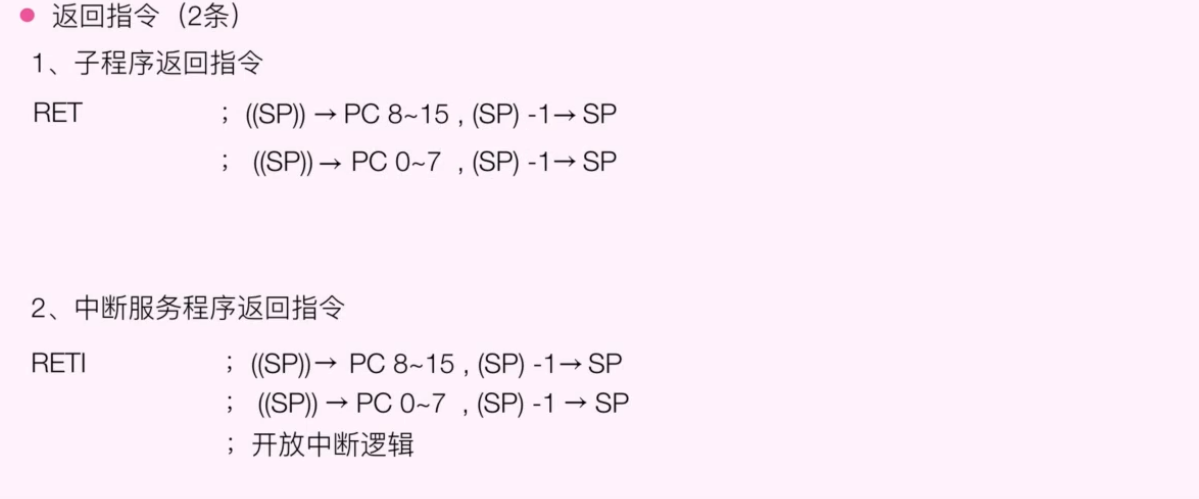 ● 返回指令（2条）
1、子程序返回指令
RET ；((SP)) → PC 8~15 , (SP) -1→ SP
； ((SP)) → PC 0~7 , (SP) -1→ SP
2、中断服务程序返回指令
RETI ；((SP))→ PC 8~15 , (SP) -1→ SP
； ((SP)) → PC 0~7 , (SP) -1 → SP
；开放中断逻辑